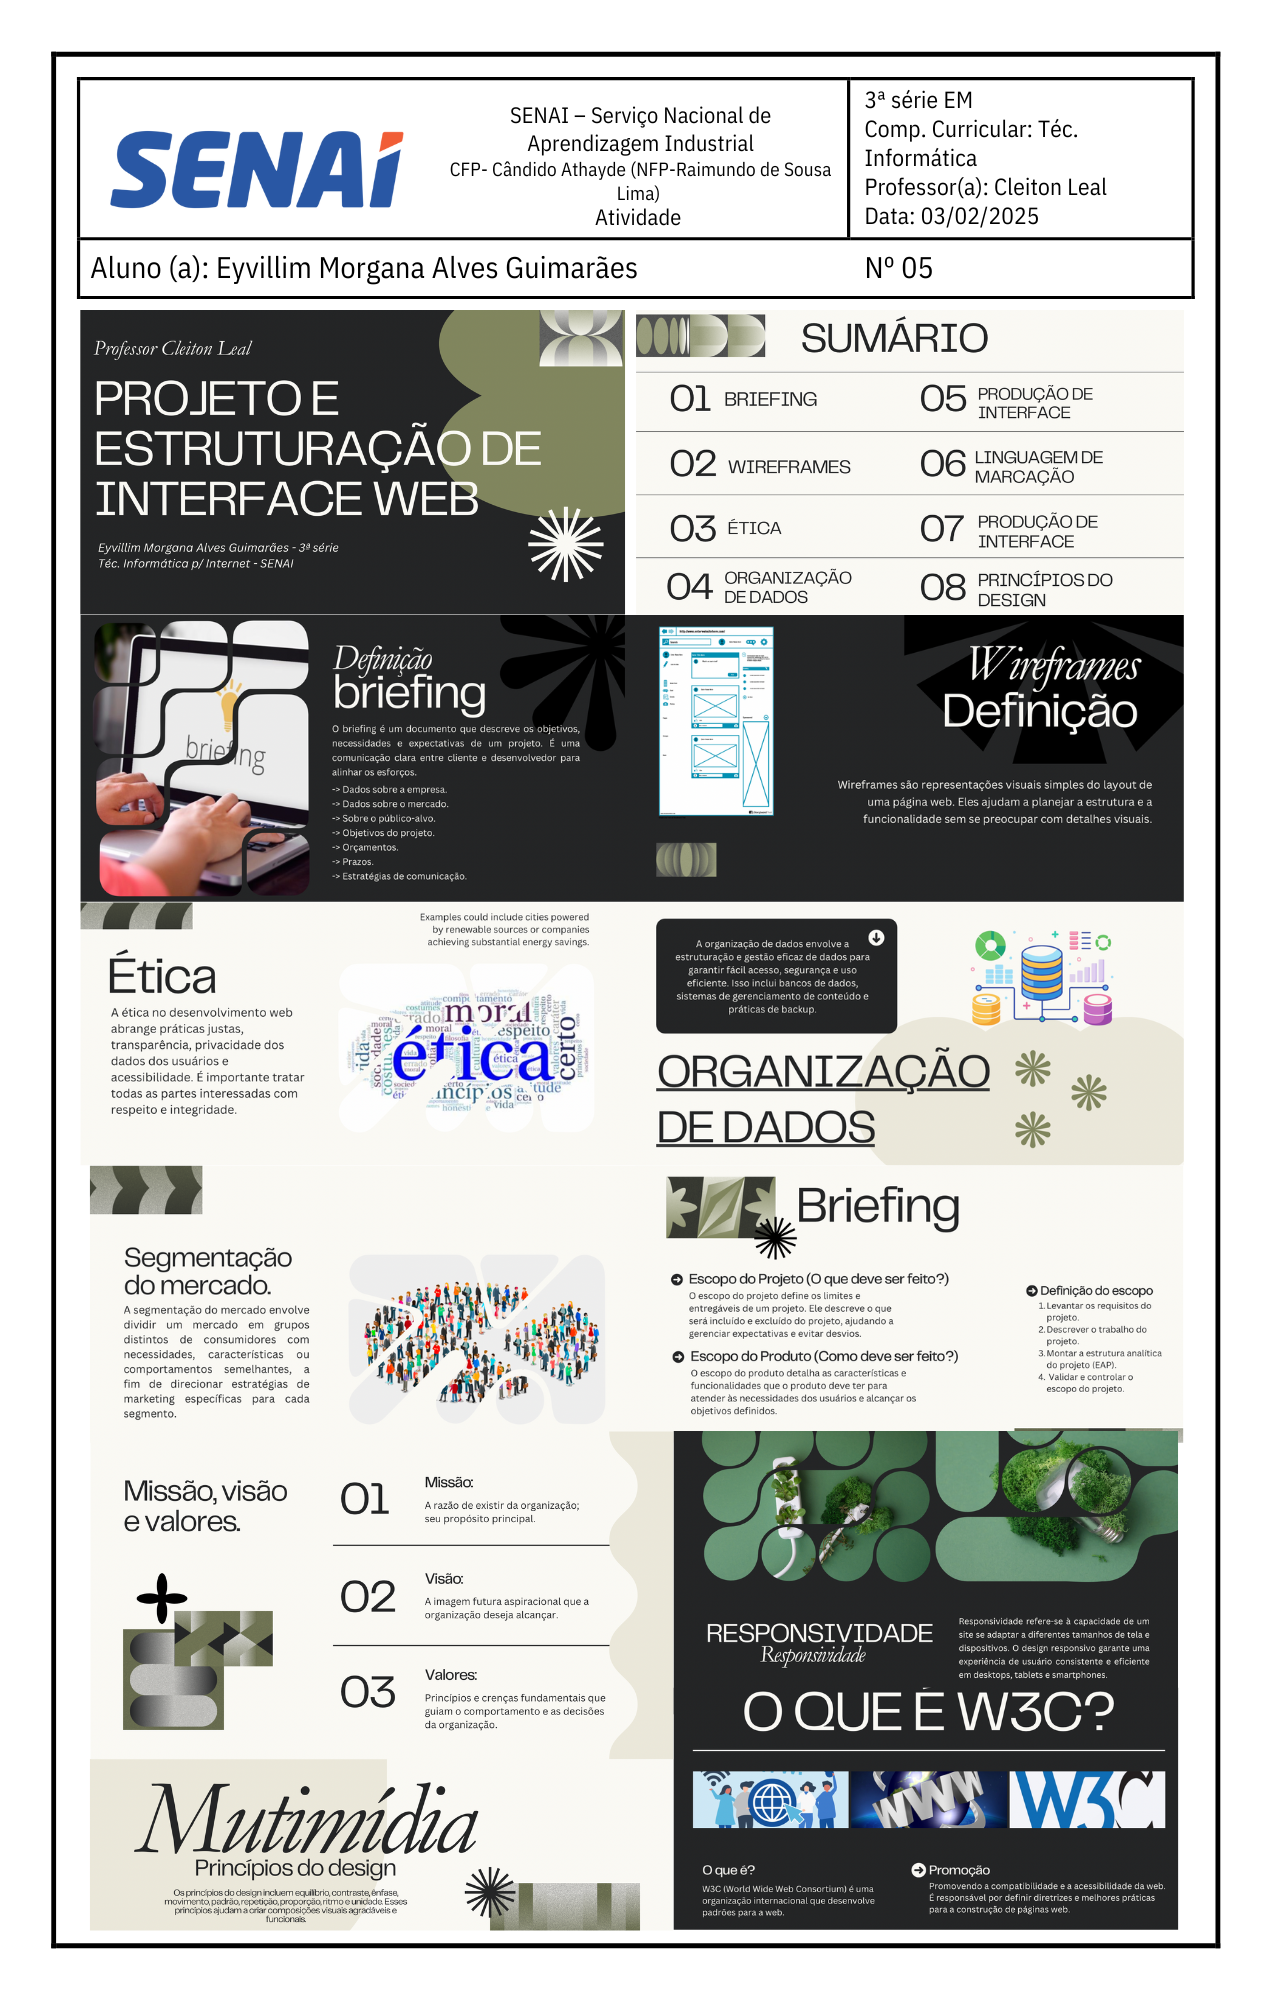 SENAI
SENAI – Serviço Nacional de
Aprendizagem Industrial
CFP- Cândido Athayde (NFP-Raimundo de Sousa
Lima)
Atividade
3ª série EM
Comp. Curricular: Téc.
Informática
Professor(a): Cleiton Leal
Data: 03/02/2025
Aluno (a): Eyvillim Morgana Alves Guimarães
Nº 05
Professor Cleiton Leal
PROJETO E
ESTRUTURAÇÃO DE
INTERFACE WEB
Eyvillim Morgana Alves Guimarães - 3ª série
Téc. Informática p/ Internet - SENAI
SUMÁRIO
01 BRIEFING
02 WIREFRAMES
03 ÉTICA
04 ORGANIZAÇÃO
DE DADOS
05 PRODUÇÃO DE
INTERFACE
06 LINGUAGEM DE
MARCAÇÃO
07 PRODUÇÃO DE
INTERFACE
08 PRINCÍPIOS DO
DESIGN
briefing
Definição
briefing
O briefing é um documento que descreve os objetivos,
necessidades e expectativas de um projeto. É uma
comunicação clara entre cliente e desenvolvedor para
alinhar os esforços.
-> Dados sobre a empresa.
-> Dados sobre o mercado.
-> Sobre o público-alvo.
-> Objetivos do projeto.
-> Orçamentos.
-> Prazos.
-> Estratégias de comunicação.
Wireframes
Definição
Wireframes são representações visuais simples do layout de
uma página web. Eles ajudam a planejar a estrutura e a
funcionalidade sem se preocupar com detalhes visuais.
Examples could include cities powered
by renewable sources or companies
achieving substantial energy savings.
Ética
A ética no desenvolvimento web
abrange práticas justas,
transparência, privacidade dos
dados dos usuários e
acessibilidade. É importante tratar
todas as partes interessadas com
respeito e integridade.
moral
ética
certo
A organização de dados envolve a
estruturação e gestão eficaz de dados para
garantir fácil acesso, segurança e uso
eficiente. Isso inclui bancos de dados,
sistemas de gerenciamento de conteúdo e
práticas de backup.
ORGANIZAÇÃO
DE DADOS
Segmentação
do mercado.
A segmentação do mercado envolve
dividir um mercado em grupos
distintos de consumidores com
necessidades, características ou
comportamentos semelhantes, a
fim de direcionar estratégias de
marketing específicas para cada
segmento.
Briefing
Escopo do Projeto (O que deve ser feito?)
O escopo do projeto define os limites e
entregáveis de um projeto. Ele descreve o que
será incluído e excluído do projeto, ajudando a
gerenciar expectativas e evitar desvios.
Escopo do Produto (Como deve ser feito?)
O escopo do produto detalha as características e
funcionalidades que o produto deve ter para
atender às necessidades dos usuários e alcançar os
objetivos definidos.
Definição do escopo
1. Levantar os requisitos do
projeto.
2. Descrever o trabalho do
projeto.
3. Montar a estrutura analítica
do projeto (EAP).
4. Validar e controlar o
escopo do projeto.
Missão, visão
e valores.
01
Missão:
A razão de existir da organização;
seu propósito principal.
02
Visão:
A imagem futura aspiracional que a
organização deseja alcançar.
03
Valores:
Princípios e crenças fundamentais que
guiam o comportamento e as decisões
da organização.
RESPONSIVIDADE
Responsividade
Responsividade refere-se à capacidade de um
site se adaptar a diferentes tamanhos de tela e
dispositivos. O design responsivo garante uma
experiência de usuário consistente e eficiente
em desktops, tablets e smartphones.
O QUE É W3C?
WWW
W3C
O que é?
W3C (World Wide Web Consortium) é uma
organização internacional que desenvolve
padrões para a web.
Promoção
Promovendo a compatibilidade e a acessibilidade da web.
É responsável por definir diretrizes e melhores práticas
para a construção de páginas web.
Mutimídia
Princípios do design
Os princípios do design incluem equilíbrio, contraste, ênfase,
movimento, padrão, repetição, proporção, ritmo e unidade. Esses
princípios ajudam a criar composições visuais agradáveis e
funcionais.